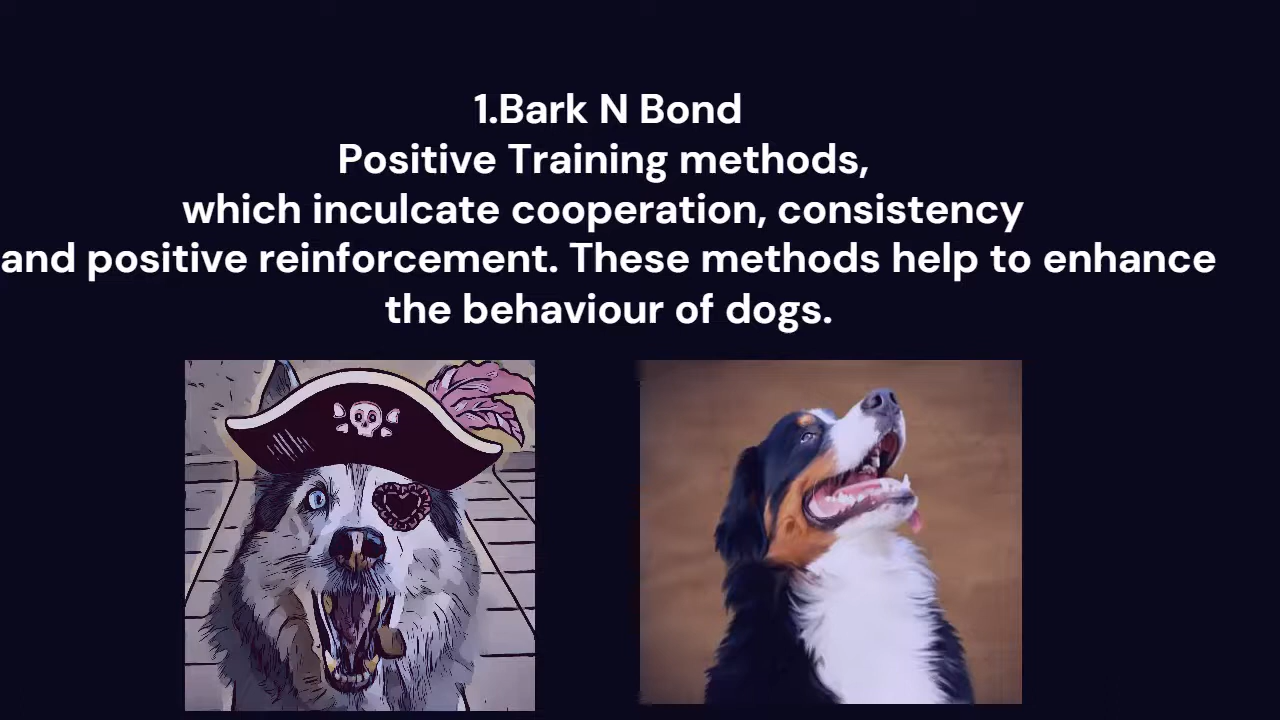 1.Bark N Bond
Positive Training methods,
which inculcate cooperation, consistency
and positive reinforcement. These methods help to enhance
the behaviour of dogs.